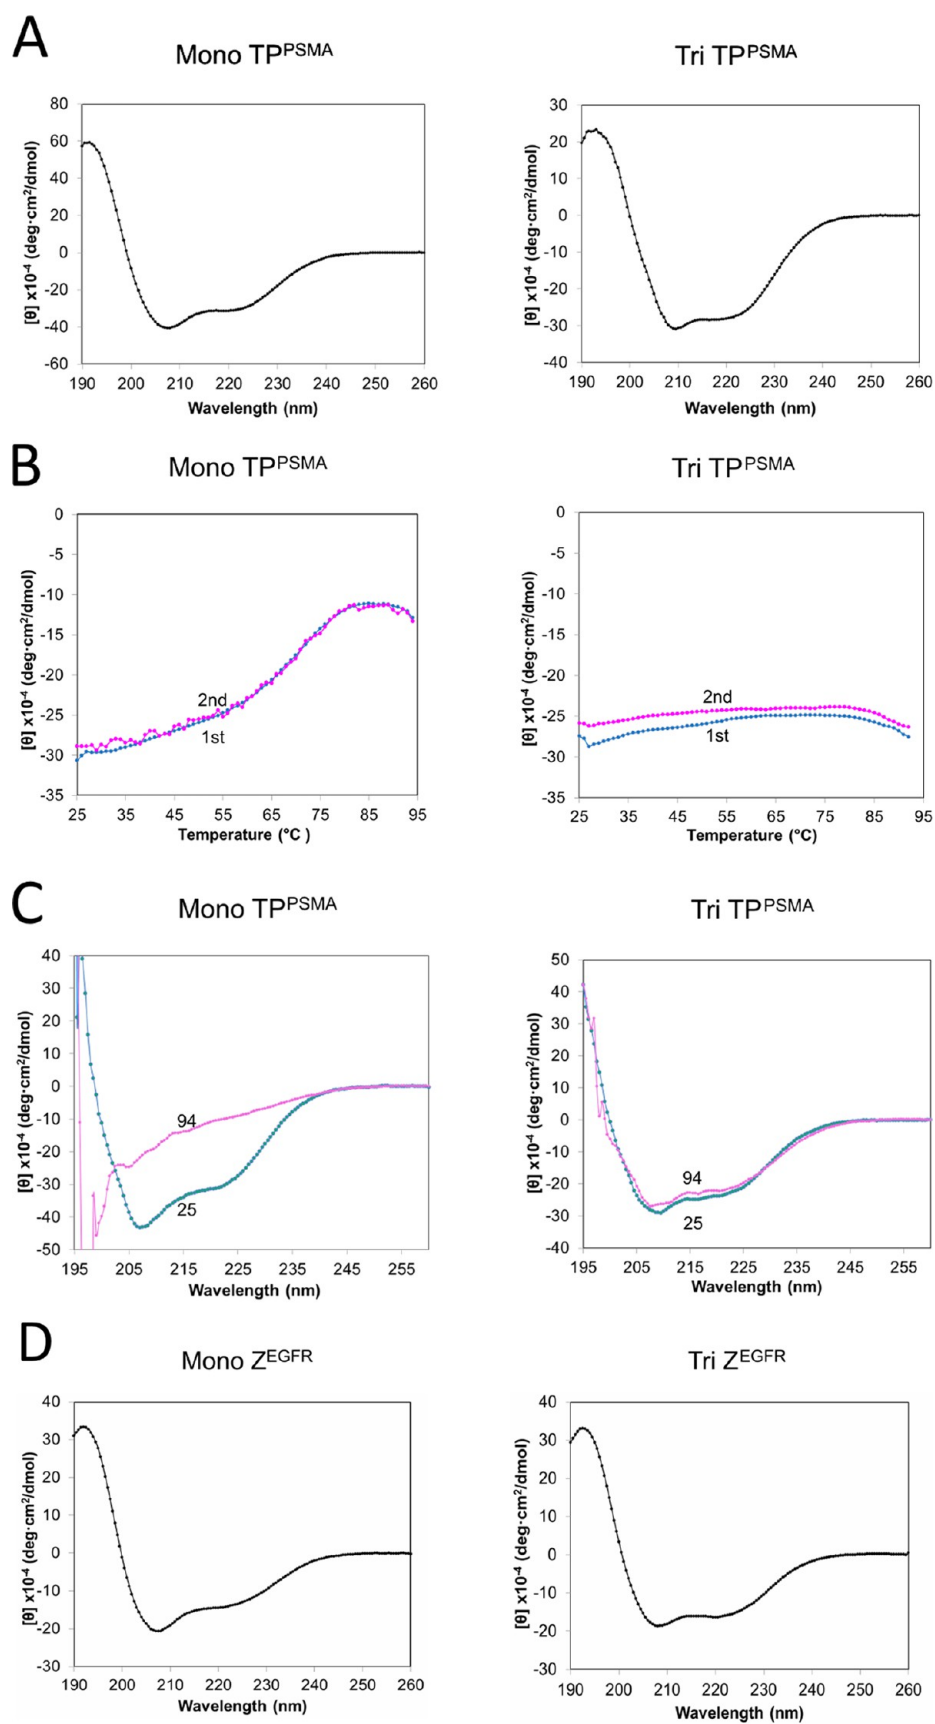 A
Mono TP^PSMA
Tri TP^PSMA
[θ] x10⁻⁴ (deg·cm²/dmol)
80
60
40
20
0
-20
-40
-60
190 200 210 220 230 240 250 260
Wavelength (nm)
[θ] x10⁻⁴ (deg·cm²/dmol)
30
20
10
0
-10
-20
-30
-40
190 200 210 220 230 240 250 260
Wavelength (nm)
B
Mono TP^PSMA
Tri TP^PSMA
[θ] x10⁻⁴ (deg·cm²/dmol)
0
-5
-10
-15
-20
-25
-30
-35
2nd
1st
25 35 45 55 65 75 85 95
Temperature (°C )
[θ] x10⁻⁴ (deg·cm²/dmol)
0
-5
-10
-15
-20
-25
-30
-35
2nd
1st
25 35 45 55 65 75 85 95
Temperature (°C)
C
Mono TP^PSMA
Tri TP^PSMA
[θ] x10⁻⁴ (deg·cm²/dmol)
40
30
20
10
0
-10
-20
-30
-40
-50
94
25
195 205 215 225 235 245 255
Wavelength (nm)
[θ] x10⁻⁴ (deg·cm²/dmol)
50
40
30
20
10
0
-10
-20
-30
-40
94
25
195 205 215 225 235 245 255
Wavelength (nm)
D
Mono Z^EGFR
Tri Z^EGFR
[θ] x10⁻⁴ (deg·cm²/dmol)
40
30
20
10
0
-10
-20
-30
190 200 210 220 230 240 250 260
Wavelength (nm)
[θ] x10⁻⁴ (deg·cm²/dmol)
40
30
20
10
0
-10
-20
-30
190 200 210 220 230 240 250 260
Wavelength (nm)